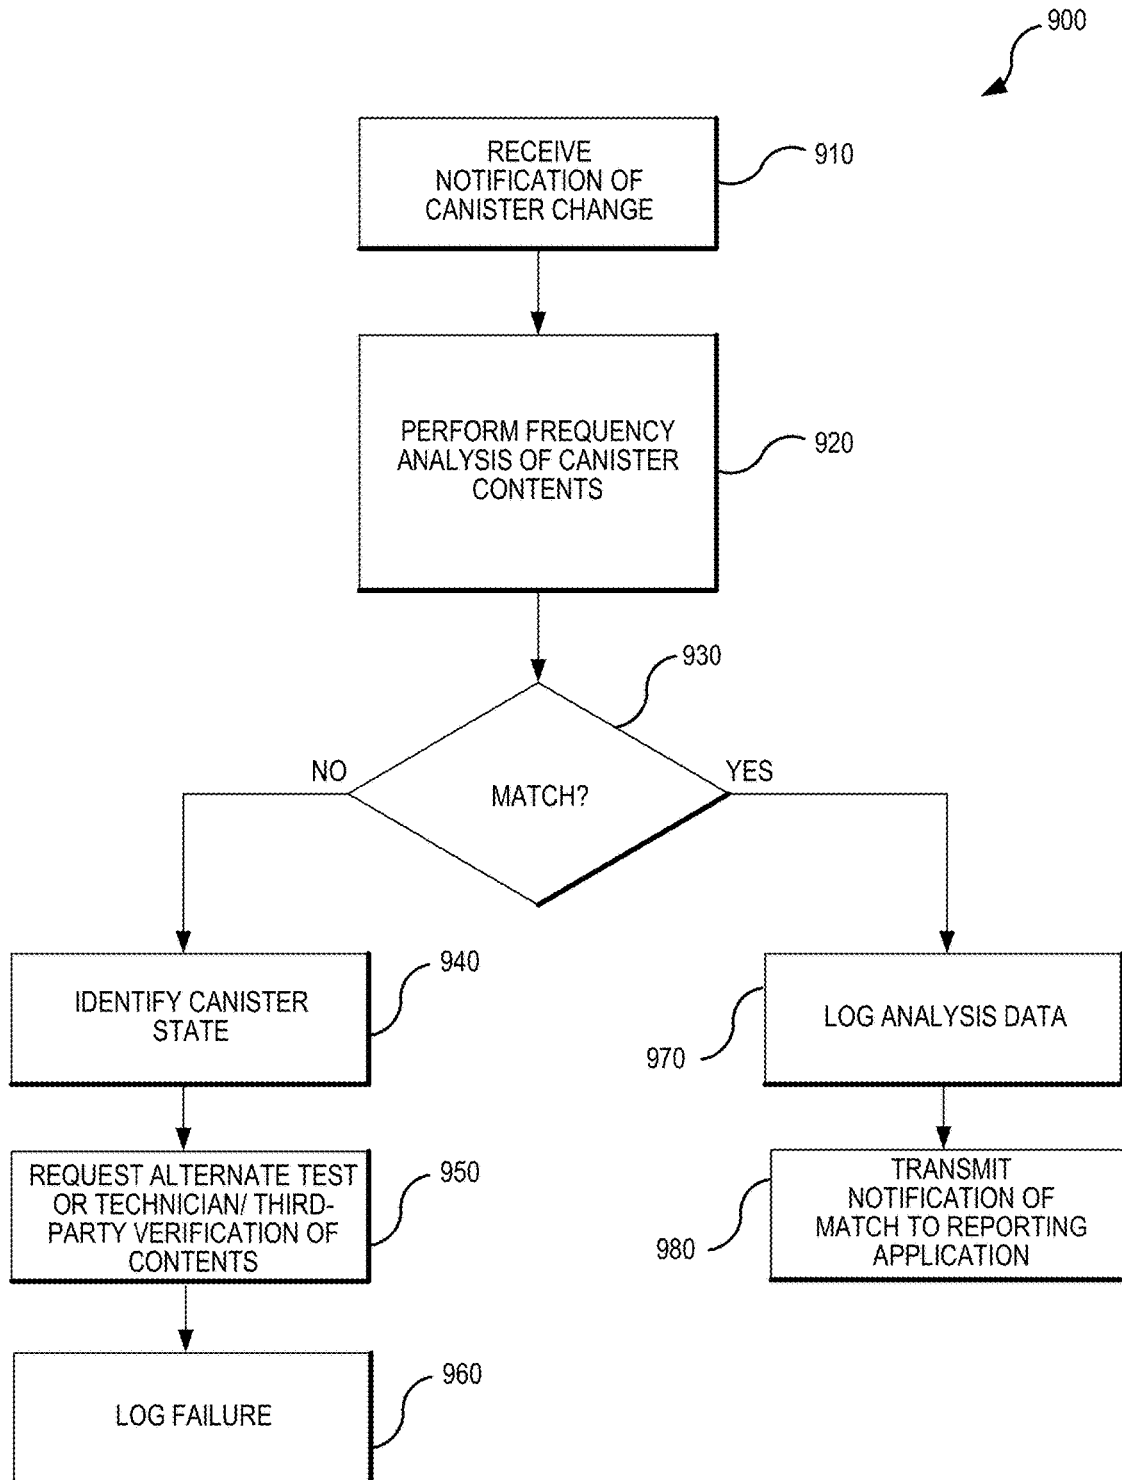 900
RECEIVE
NOTIFICATION OF
CANISTER CHANGE
910
PERFORM FREQUENCY
ANALYSIS OF CANISTER
CONTENTS
920
930
NO
MATCH?
YES
IDENTIFY CANISTER
STATE
940
LOG ANALYSIS DATA
970
REQUEST ALTERNATE TEST
OR TECHNICIAN/ THIRD-
PARTY VERIFICATION OF
CONTENTS
950
TRANSMIT
NOTIFICATION OF
MATCH TO REPORTING
APPLICATION
980
LOG FAILURE
960